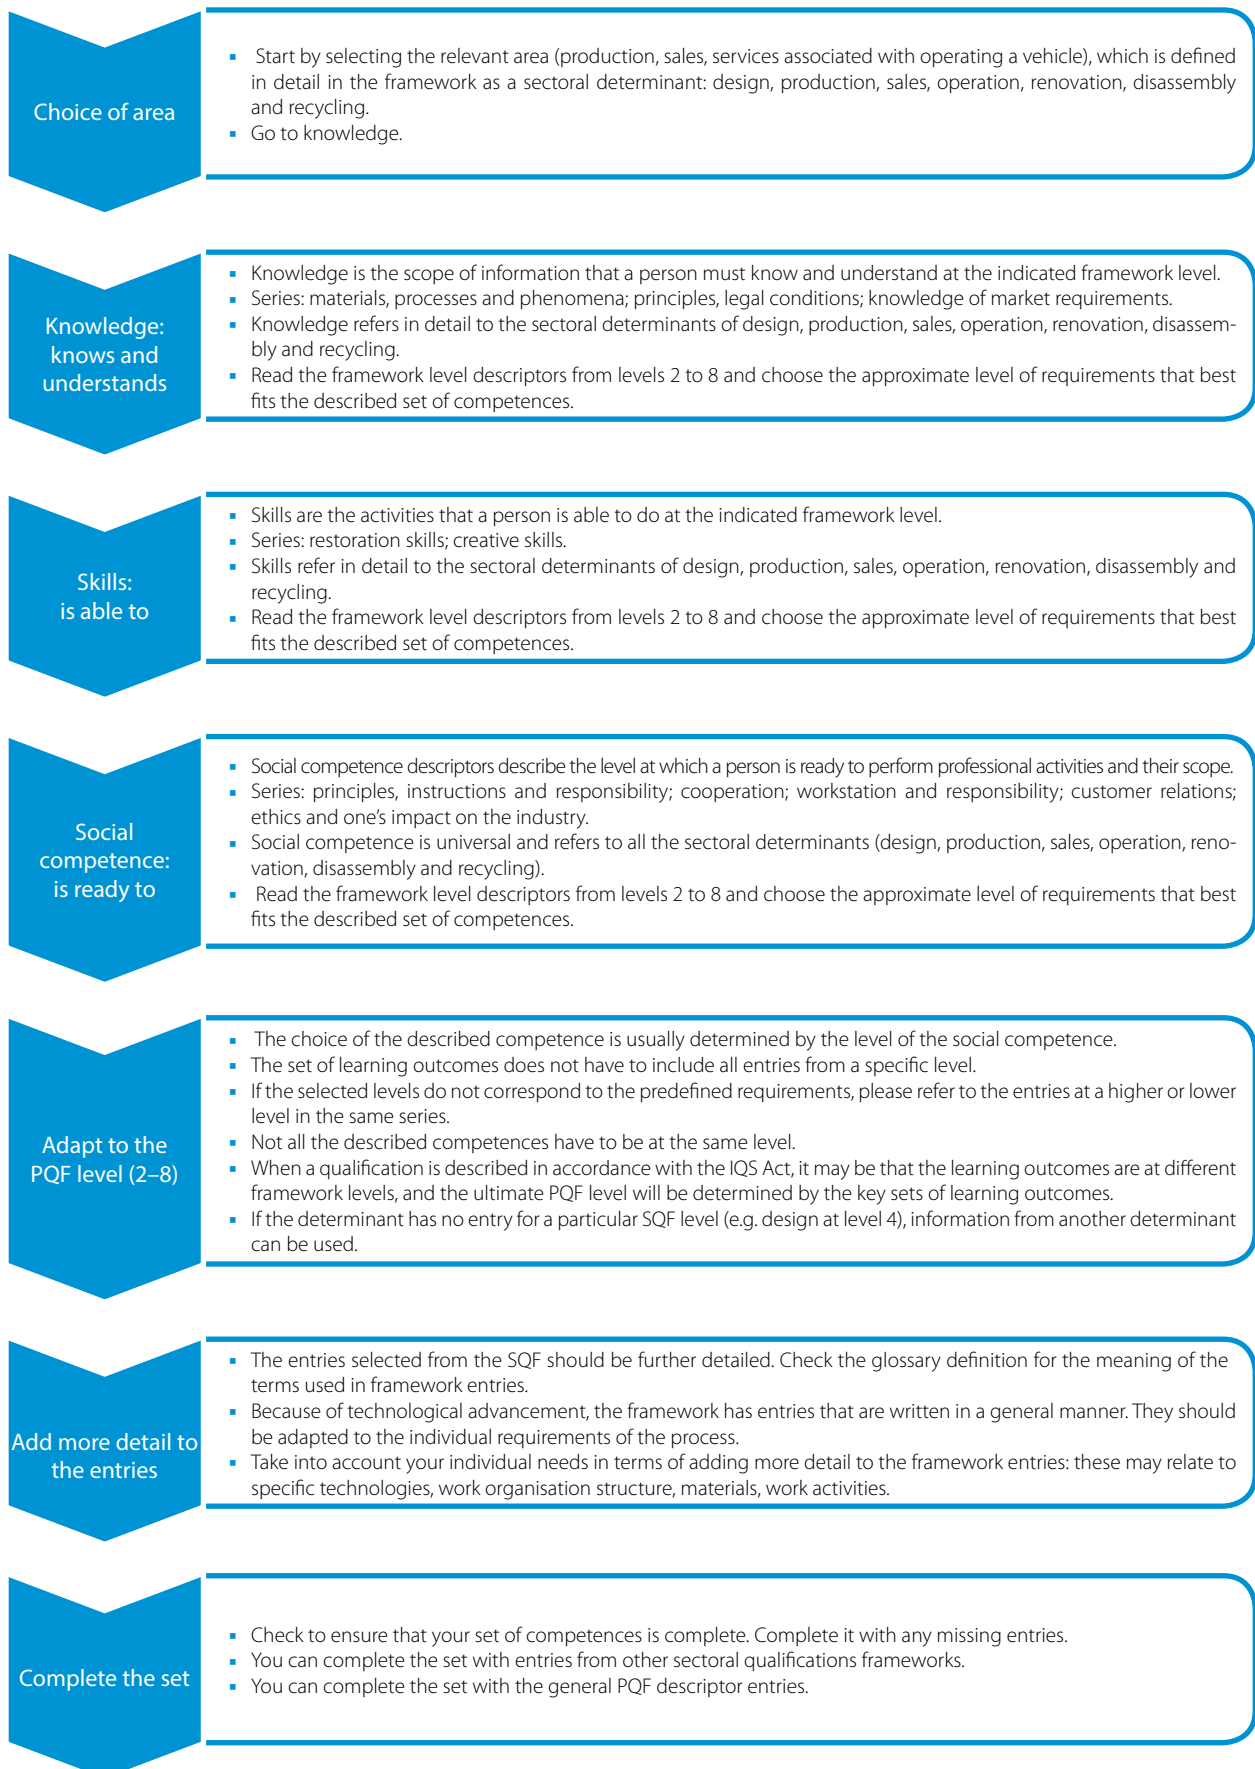 Choice of area
▪ Start by selecting the relevant area (production, sales, services associated with operating a vehicle), which is defined
in detail in the framework as a sectoral determinant: design, production, sales, operation, renovation, disassembly
and recycling.
▪ Go to knowledge.
Knowledge:
knows and
understands
▪ Knowledge is the scope of information that a person must know and understand at the indicated framework level.
▪ Series: materials, processes and phenomena; principles, legal conditions; knowledge of market requirements.
▪ Knowledge refers in detail to the sectoral determinants of design, production, sales, operation, renovation, disassem-
bly and recycling.
▪ Read the framework level descriptors from levels 2 to 8 and choose the approximate level of requirements that best
fits the described set of competences.
Skills:
is able to
▪ Skills are the activities that a person is able to do at the indicated framework level.
▪ Series: restoration skills; creative skills.
▪ Skills refer in detail to the sectoral determinants of design, production, sales, operation, renovation, disassembly and
recycling.
▪ Read the framework level descriptors from levels 2 to 8 and choose the approximate level of requirements that best
fits the described set of competences.
Social
competence:
is ready to
▪ Social competence descriptors describe the level at which a person is ready to perform professional activities and their scope.
▪ Series: principles, instructions and responsibility; cooperation; workstation and responsibility; customer relations;
ethics and one's impact on the industry.
▪ Social competence is universal and refers to all the sectoral determinants (design, production, sales, operation, reno-
vation, disassembly and recycling).
▪ Read the framework level descriptors from levels 2 to 8 and choose the approximate level of requirements that best
fits the described set of competences.
Adapt to the
PQF level (2–8)
▪ The choice of the described competence is usually determined by the level of the social competence.
▪ The set of learning outcomes does not have to include all entries from a specific level.
▪ If the selected levels do not correspond to the predefined requirements, please refer to the entries at a higher or lower
level in the same series.
▪ Not all the described competences have to be at the same level.
▪ When a qualification is described in accordance with the IQS Act, it may be that the learning outcomes are at different
framework levels, and the ultimate PQF level will be determined by the key sets of learning outcomes.
▪ If the determinant has no entry for a particular SQF level (e.g. design at level 4), information from another determinant
can be used.
Add more detail to
the entries
▪ The entries selected from the SQF should be further detailed. Check the glossary definition for the meaning of the
terms used in framework entries.
▪ Because of technological advancement, the framework has entries that are written in a general manner. They should
be adapted to the individual requirements of the process.
▪ Take into account your individual needs in terms of adding more detail to the framework entries: these may relate to
specific technologies, work organisation structure, materials, work activities.
Complete the set
▪ Check to ensure that your set of competences is complete. Complete it with any missing entries.
▪ You can complete the set with entries from other sectoral qualifications frameworks.
▪ You can complete the set with the general PQF descriptor entries.